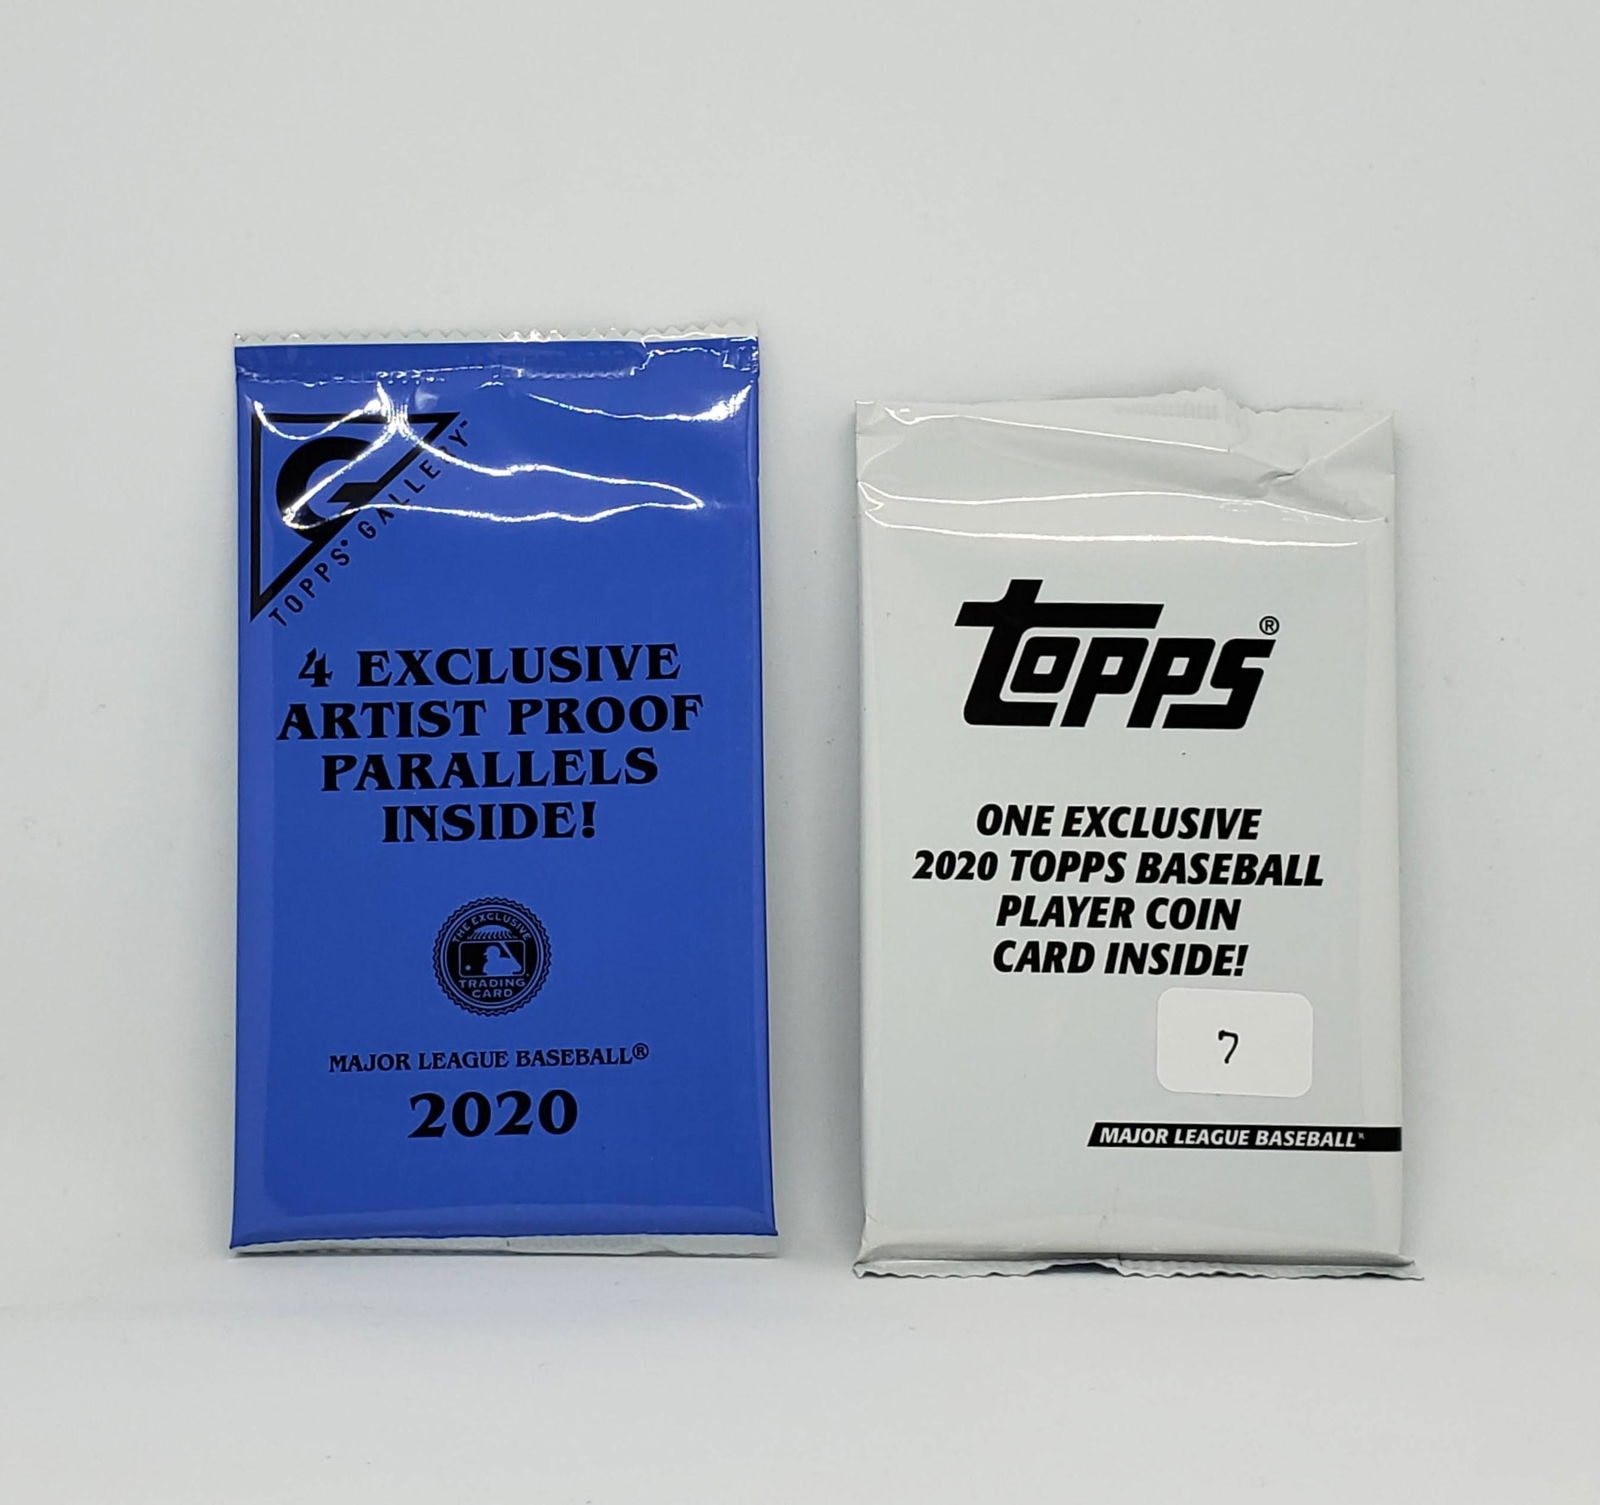 G
TOPPS® GALLERY™
4 EXCLUSIVE
ARTIST PROOF
PARALLELS
INSIDE!
THE EXCLUSIVE
TRADING
CARD
MAJOR LEAGUE BASEBALL®
2020
topps®
ONE EXCLUSIVE
2020 TOPPS BASEBALL
PLAYER COIN
CARD INSIDE!
7
MAJOR LEAGUE BASEBALL®